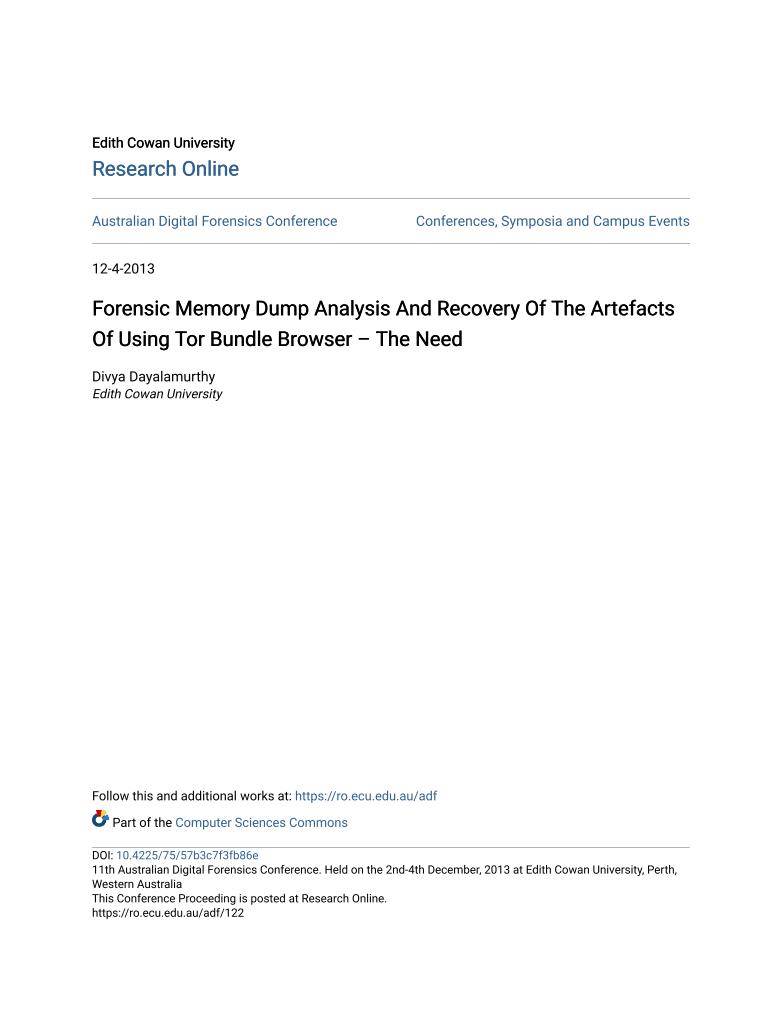 Edith Cowan University
Research Online
Australian Digital Forensics Conference
Conferences, Symposia and Campus Events
12-4-2013
Forensic Memory Dump Analysis And Recovery Of The Artefacts
Of Using Tor Bundle Browser – The Need
Divya Dayalamurthy
Edith Cowan University
Follow this and additional works at: https://ro.ecu.edu.au/adf
Part of the Computer Sciences Commons
DOI: 10.4225/75/57b3c7f3fb86e
11th Australian Digital Forensics Conference. Held on the 2nd-4th December, 2013 at Edith Cowan University, Perth,
Western Australia
This Conference Proceeding is posted at Research Online.
https://ro.ecu.edu.au/adf/122